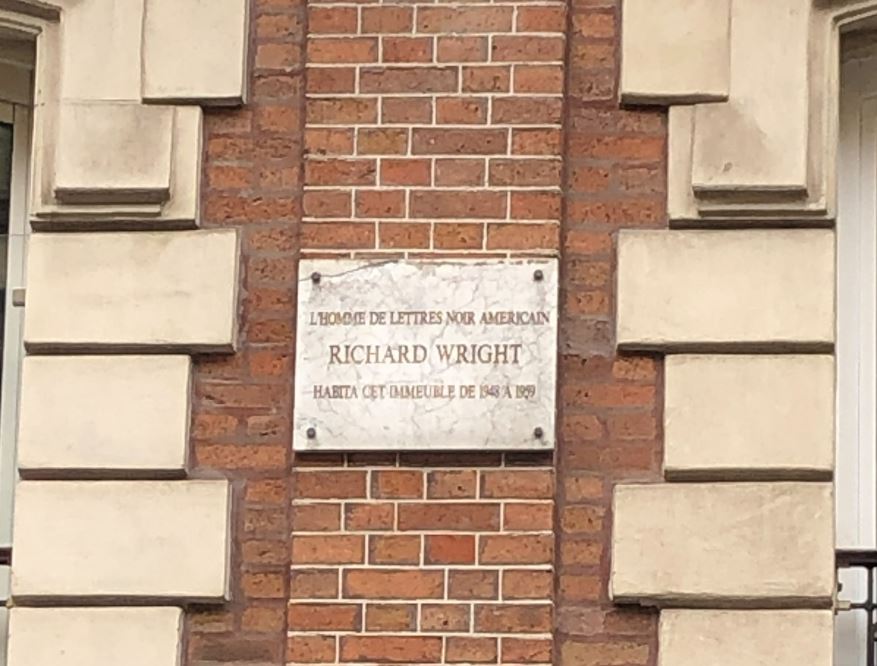 L'HOMME DE LETTRES NOIR AMERICAIN
RICHARD WRIGHT
HABITA CET IMMEUBLE DE 1948 A 1959